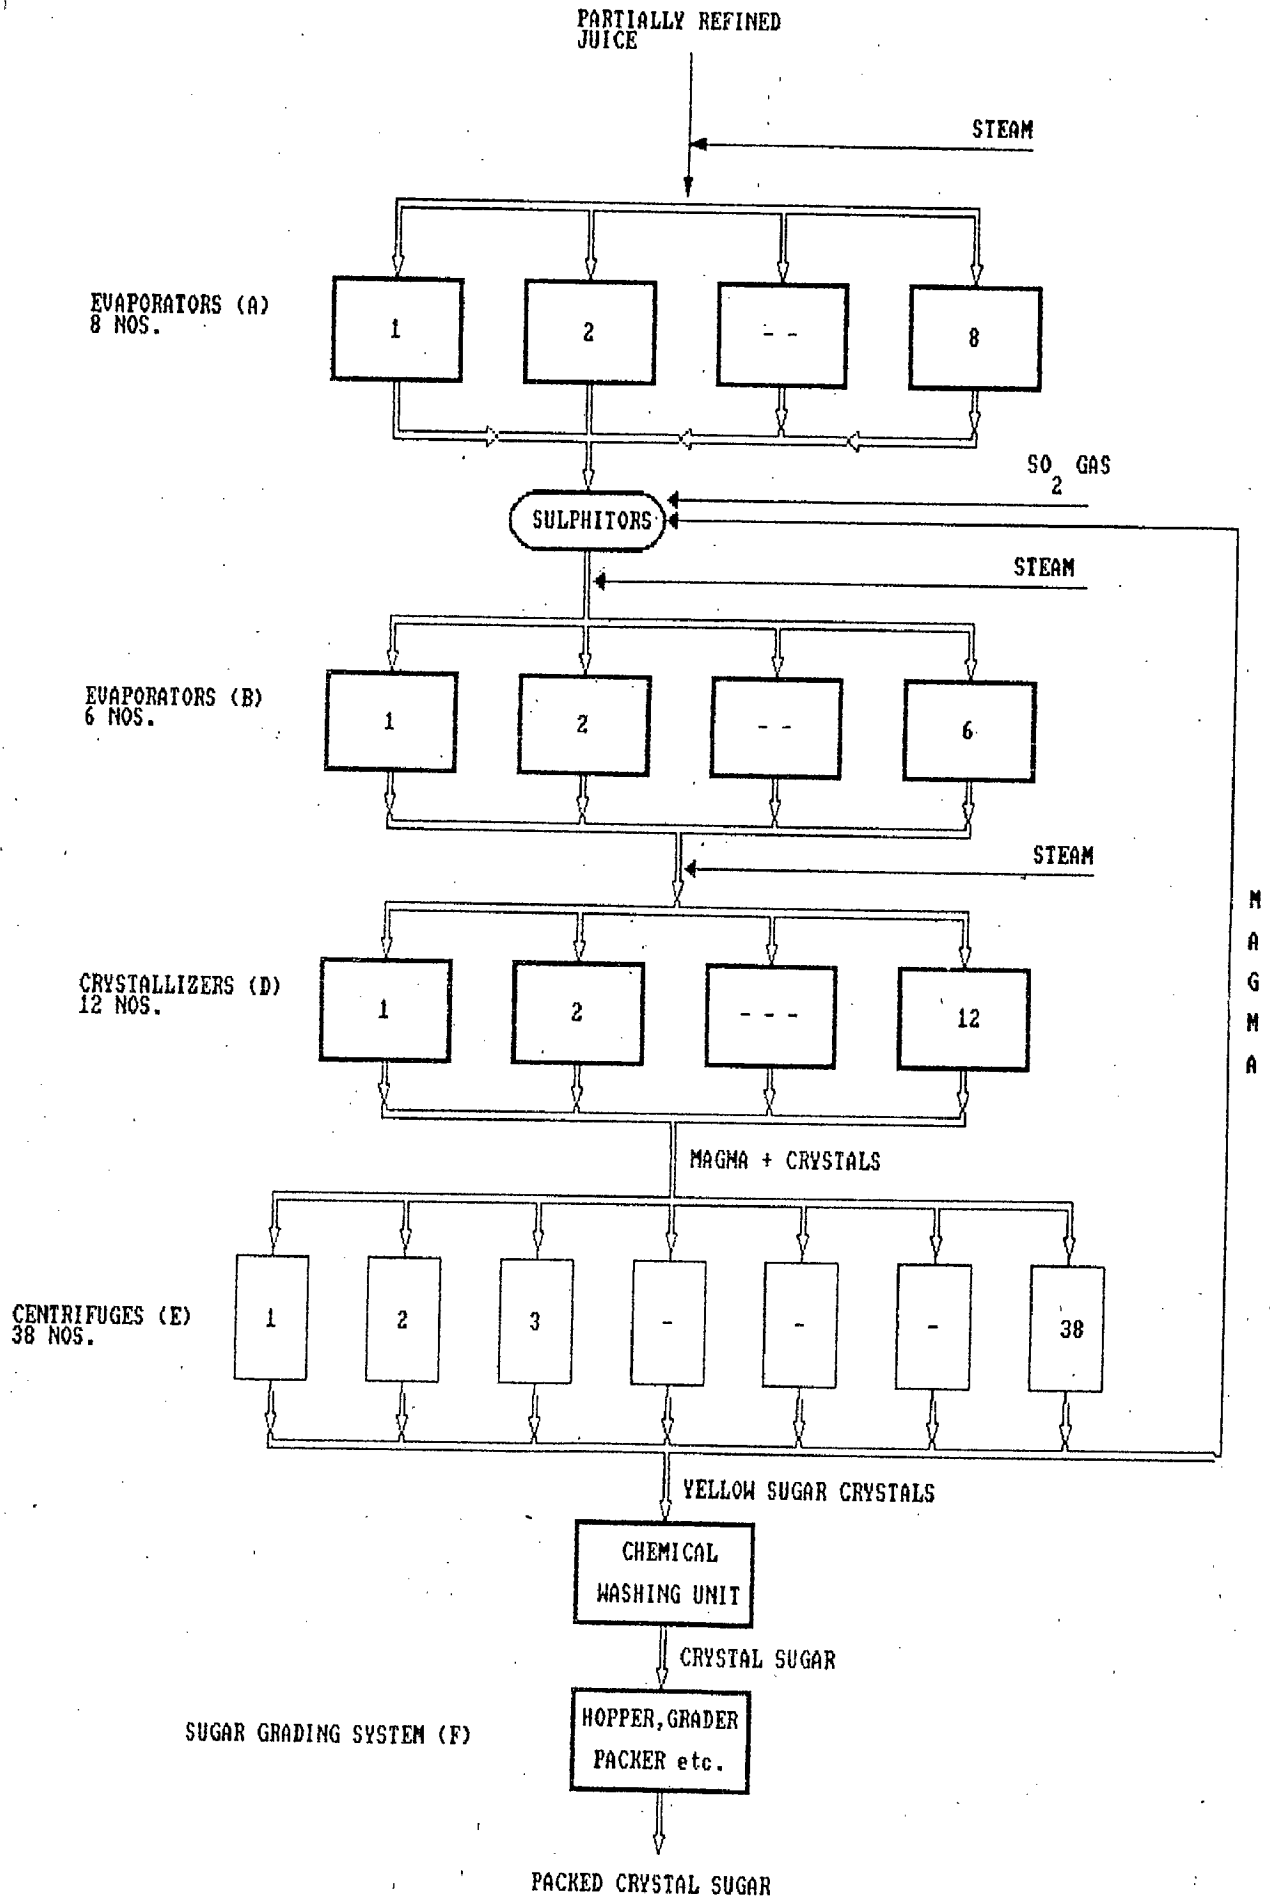 PARTIALLY REFINED
JUICE
STEAM
EVAPORATORS (A)
8 NOS.
1
2
- -
8
SO2 GAS
SULPHITORS
STEAM
EVAPORATORS (B)
6 NOS.
1
2
- -
6
STEAM
CRYSTALLIZERS (D)
12 NOS.
1
2
- - -
12
MAGMA
MAGMA + CRYSTALS
CENTRIFUGES (E)
38 NOS.
1
2
3
-
-
-
38
YELLOW SUGAR CRYSTALS
CHEMICAL
WASHING UNIT
CRYSTAL SUGAR
SUGAR GRADING SYSTEM (F)
HOPPER,GRADER
PACKER etc.
PACKED CRYSTAL SUGAR